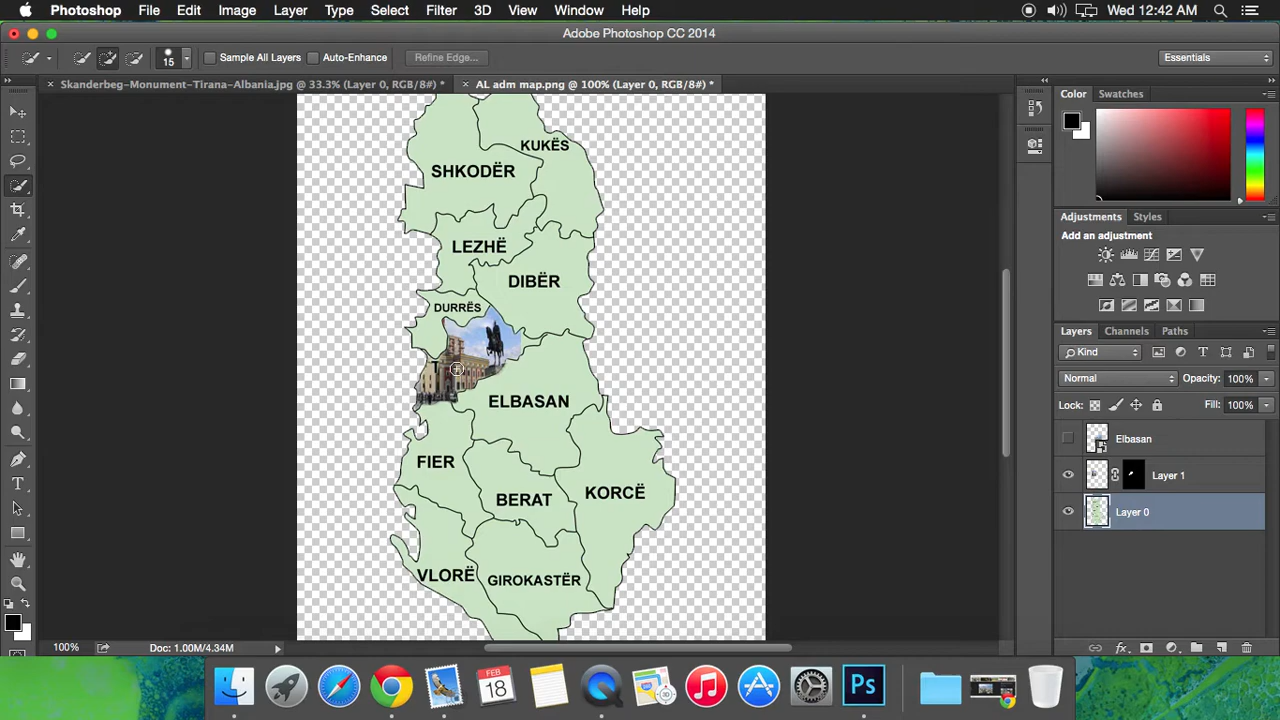 Photoshop File Edit Image Layer Type Select Filter 3D View Window Help
Wed 12:42 AM
Adobe Photoshop CC 2014
15 Sample All Layers Auto-Enhance Refine Edge... Essentials
Skanderbeg-Monument-Tirana-Albania.jpg @ 33.3% (Layer 0, RGB/8#) *
AL adm map.png @ 100% (Layer 0, RGB/8#) *
Color Swatches
KUKËS
SHKODËR
LEZHË
DIBËR
DURRËS
T
ELBASAN
FIER
BERAT
KORCË
VLORË
GIROKASTËR
Adjustments Styles
Add an adjustment
Layers Channels Paths
Kind
Normal Opacity: 100%
Lock: Fill: 100%
Elbasan
Layer 1
Layer 0
100% Doc: 1.00M/4.34M
FEB
18
Ps